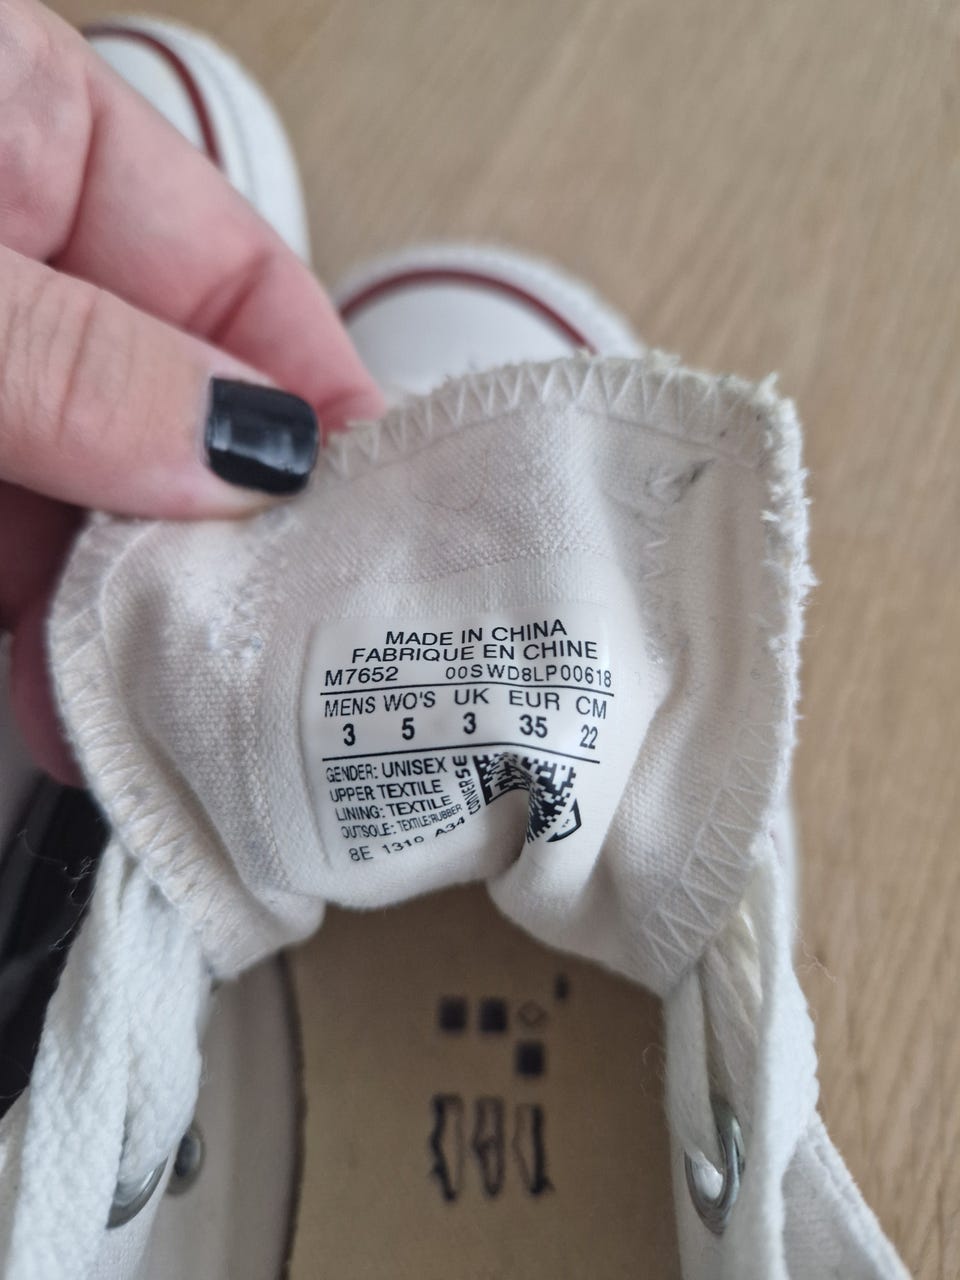 MADE IN CHINA
FABRIQUE EN CHINE
M7652 00SWD8LP00618
MENS WO'S UK EUR CM
3 5 3 35 22
GENDER: UNISEX
UPPER TEXTILE
LINING: TEXTILE
OUTSOLE: TEXTILE/RUBBER
8E 1310 A34
CONVERSE